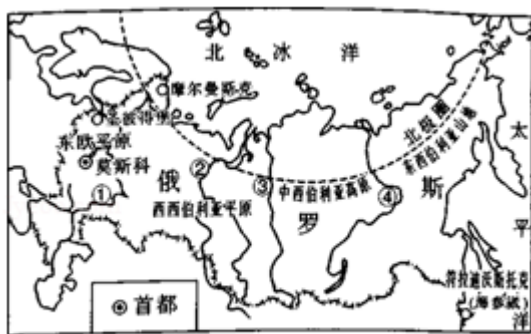 北冰洋
摩尔曼斯克
圣彼得堡
东欧平原
莫斯科
①
②
③
④
俄
罗
斯
西西伯利亚平原
中西伯利亚高原
北极圈
东西伯利亚山地
太
平
洋
符拉迪沃斯托克
(海参崴)
首都